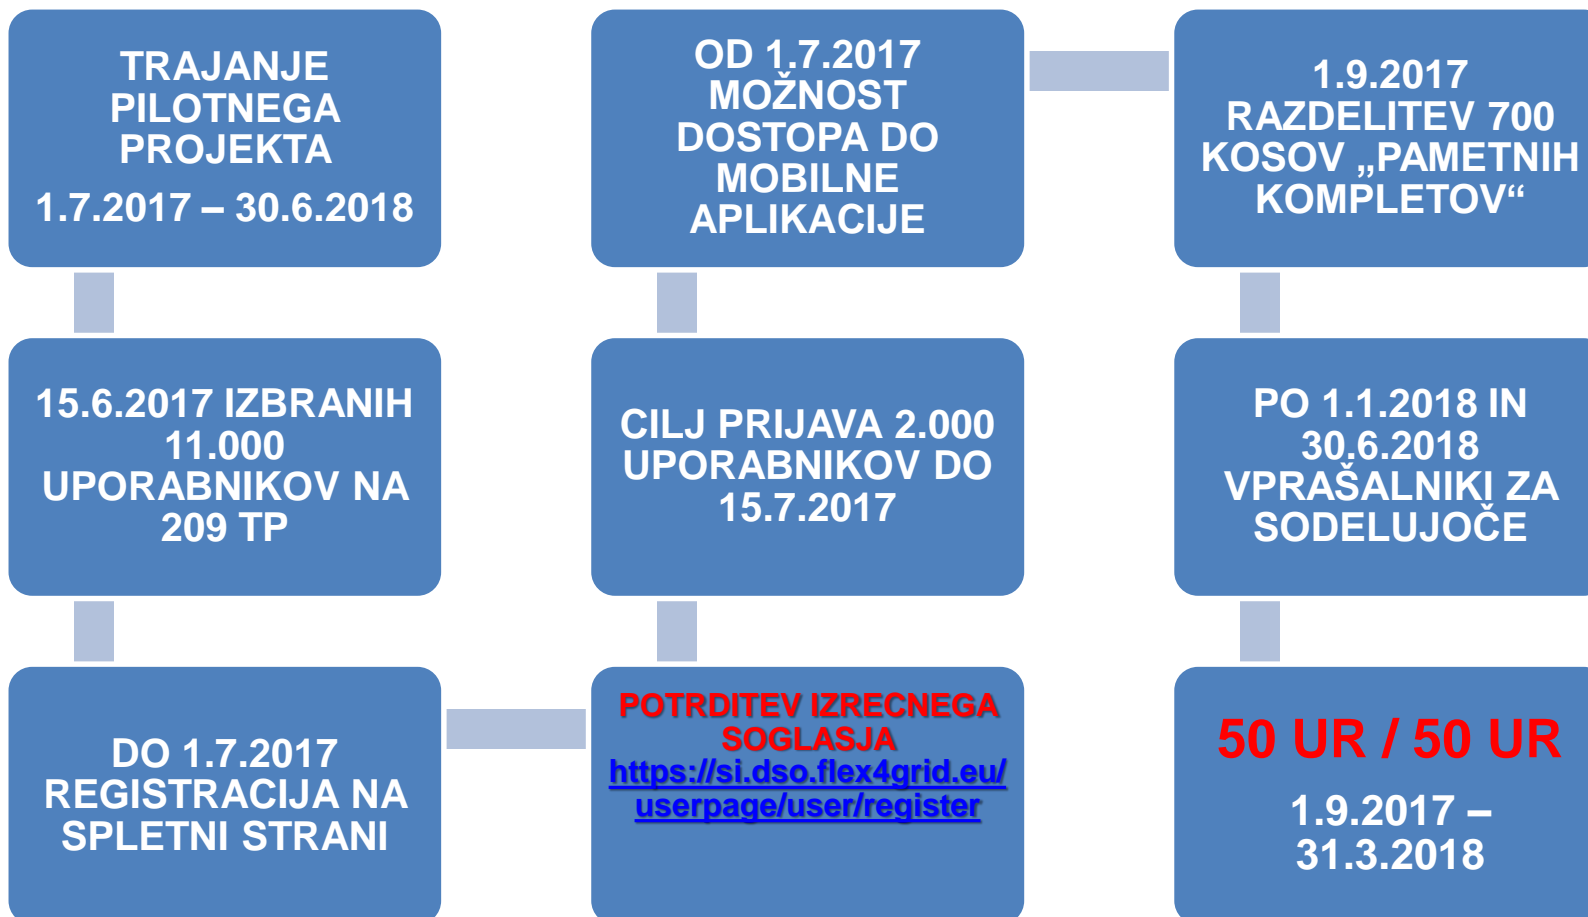 TRAJANJE
PILOTNEGA
PROJEKTA
1.7.2017 – 30.6.2018
15.6.2017 IZBRANIH
11.000
UPORABNIKOV NA
209 TP
DO 1.7.2017
REGISTRACIJA NA
SPLETNI STRANI
POTRDITEV IZRECNEGA
SOGLASJA
https://si.dso.flex4grid.eu/
userpage/user/register
CILJ PRIJAVA 2.000
UPORABNIKOV DO
15.7.2017
OD 1.7.2017
MOŽNOST
DOSTOPA DO
MOBILNE
APLIKACIJE
1.9.2017
RAZDELITEV 700
KOSOV „PAMETNIH
KOMPLETOV“
PO 1.1.2018 IN
30.6.2018
VPRAŠALNIKI ZA
SODELUJOČE
50 UR / 50 UR
1.9.2017 –
31.3.2018